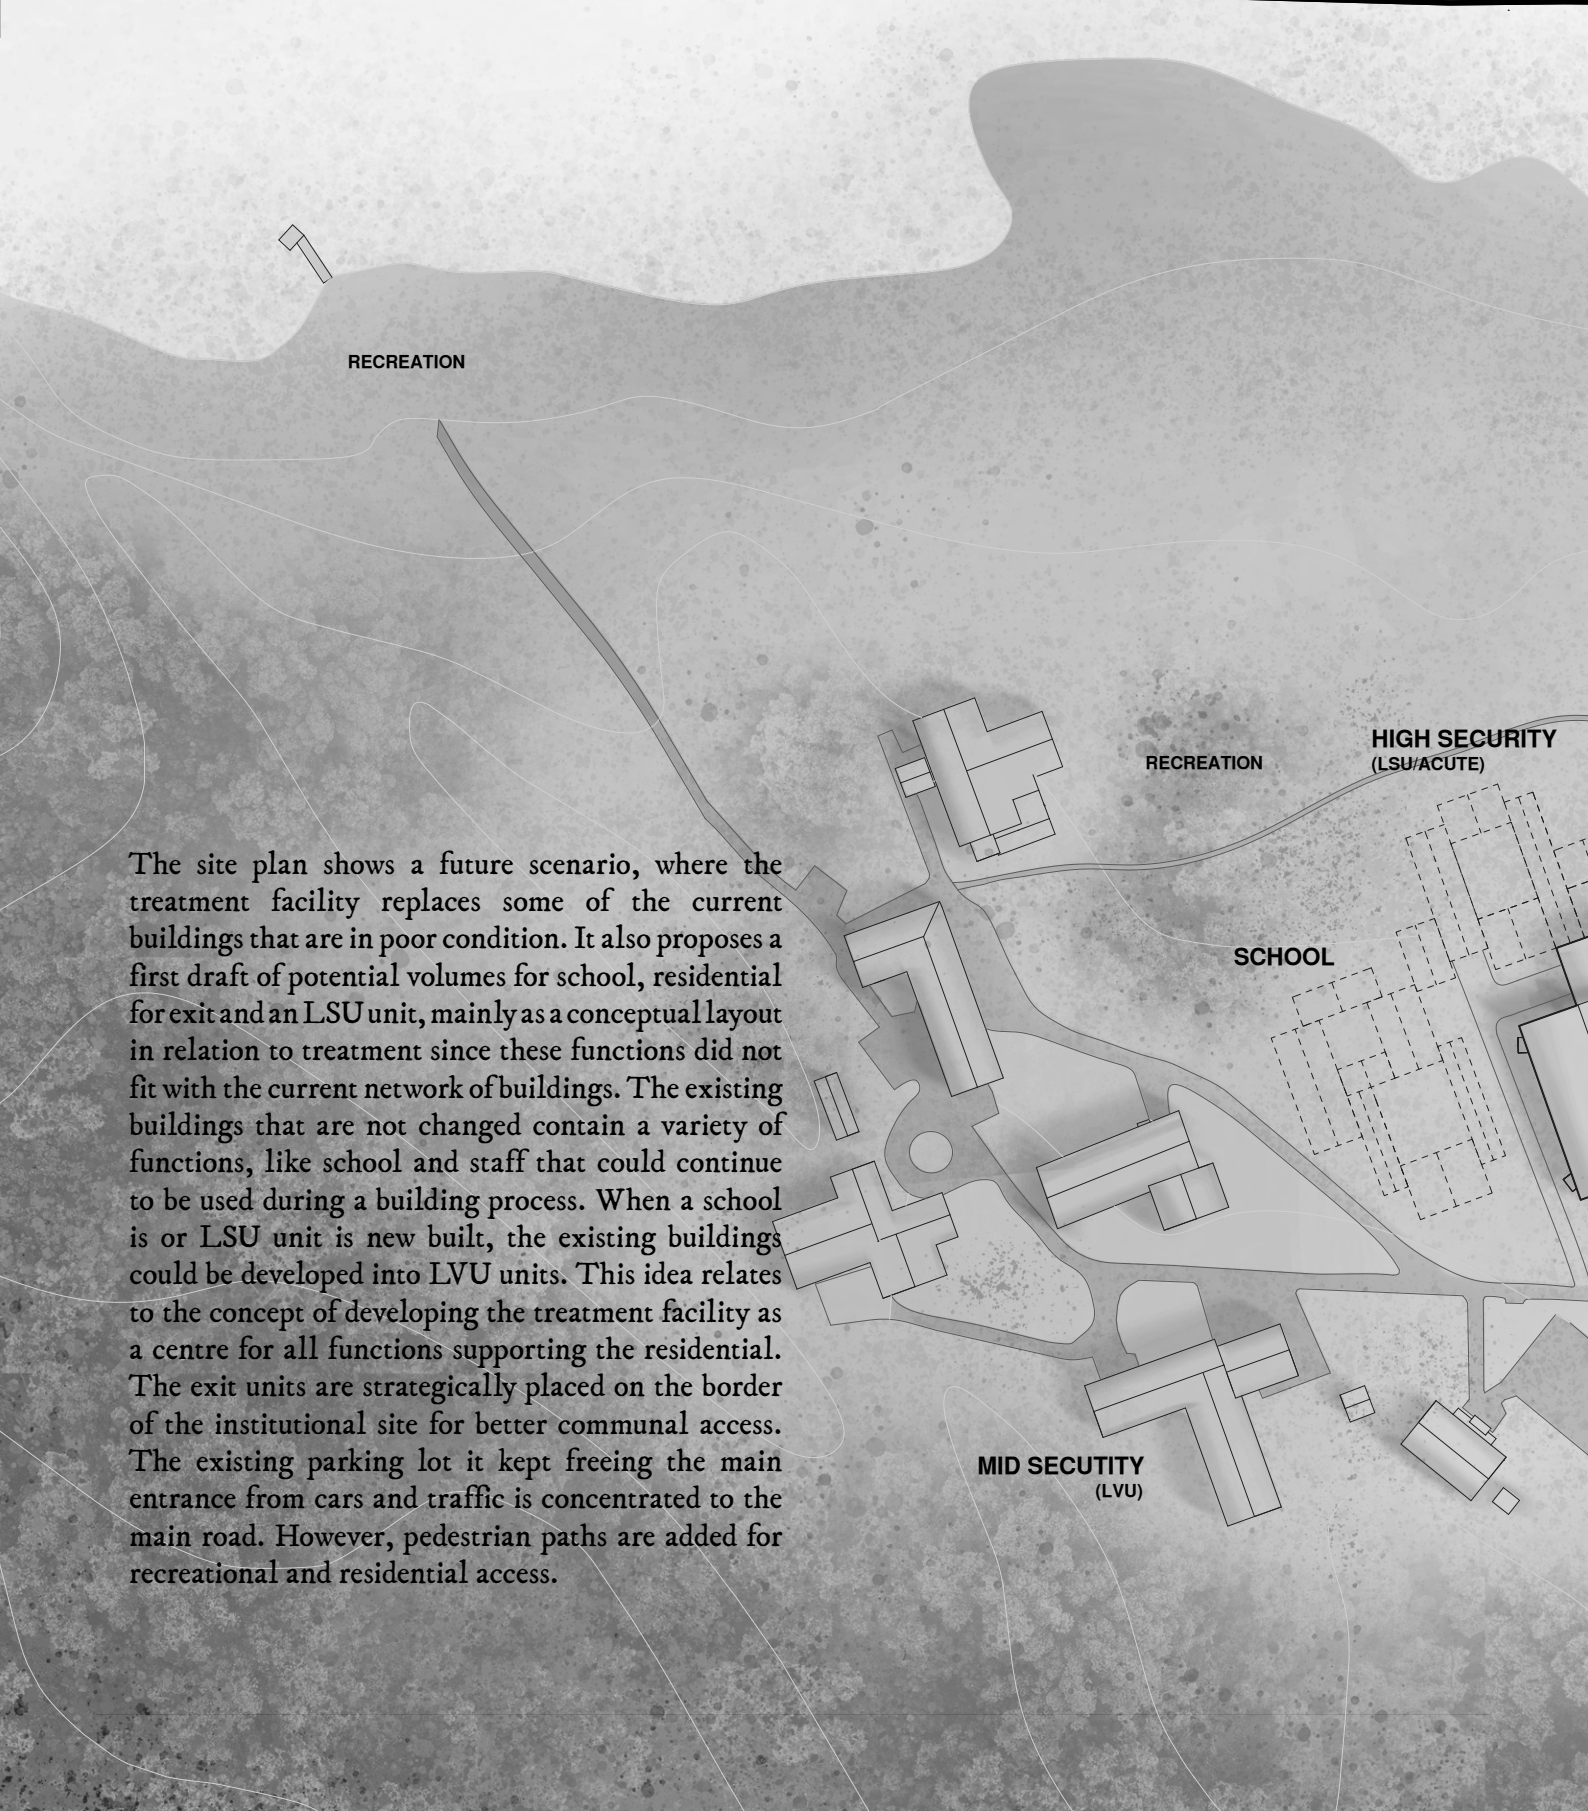 RECREATION
HIGH SECURITY
(LSU/ACUTE)
RECREATION
The site plan shows a future scenario, where the
treatment facility replaces some of the current
buildings that are in poor condition. It also proposes a
first draft of potential volumes for school, residential
for exit and an LSU unit, mainly as a conceptual layout
in relation to treatment since these functions did not
fit with the current network of buildings. The existing
buildings that are not changed contain a variety of
functions, like school and staff that could continue
to be used during a building process. When a school
is or LSU unit is new built, the existing buildings
could be developed into LVU units. This idea relates
to the concept of developing the treatment facility as
a centre for all functions supporting the residential.
The exit units are strategically placed on the border
of the institutional site for better communal access.
The existing parking lot it kept freeing the main
entrance from cars and traffic is concentrated to the
main road. However, pedestrian paths are added for
recreational and residential access.
SCHOOL
MID SECUTITY
(LVU)